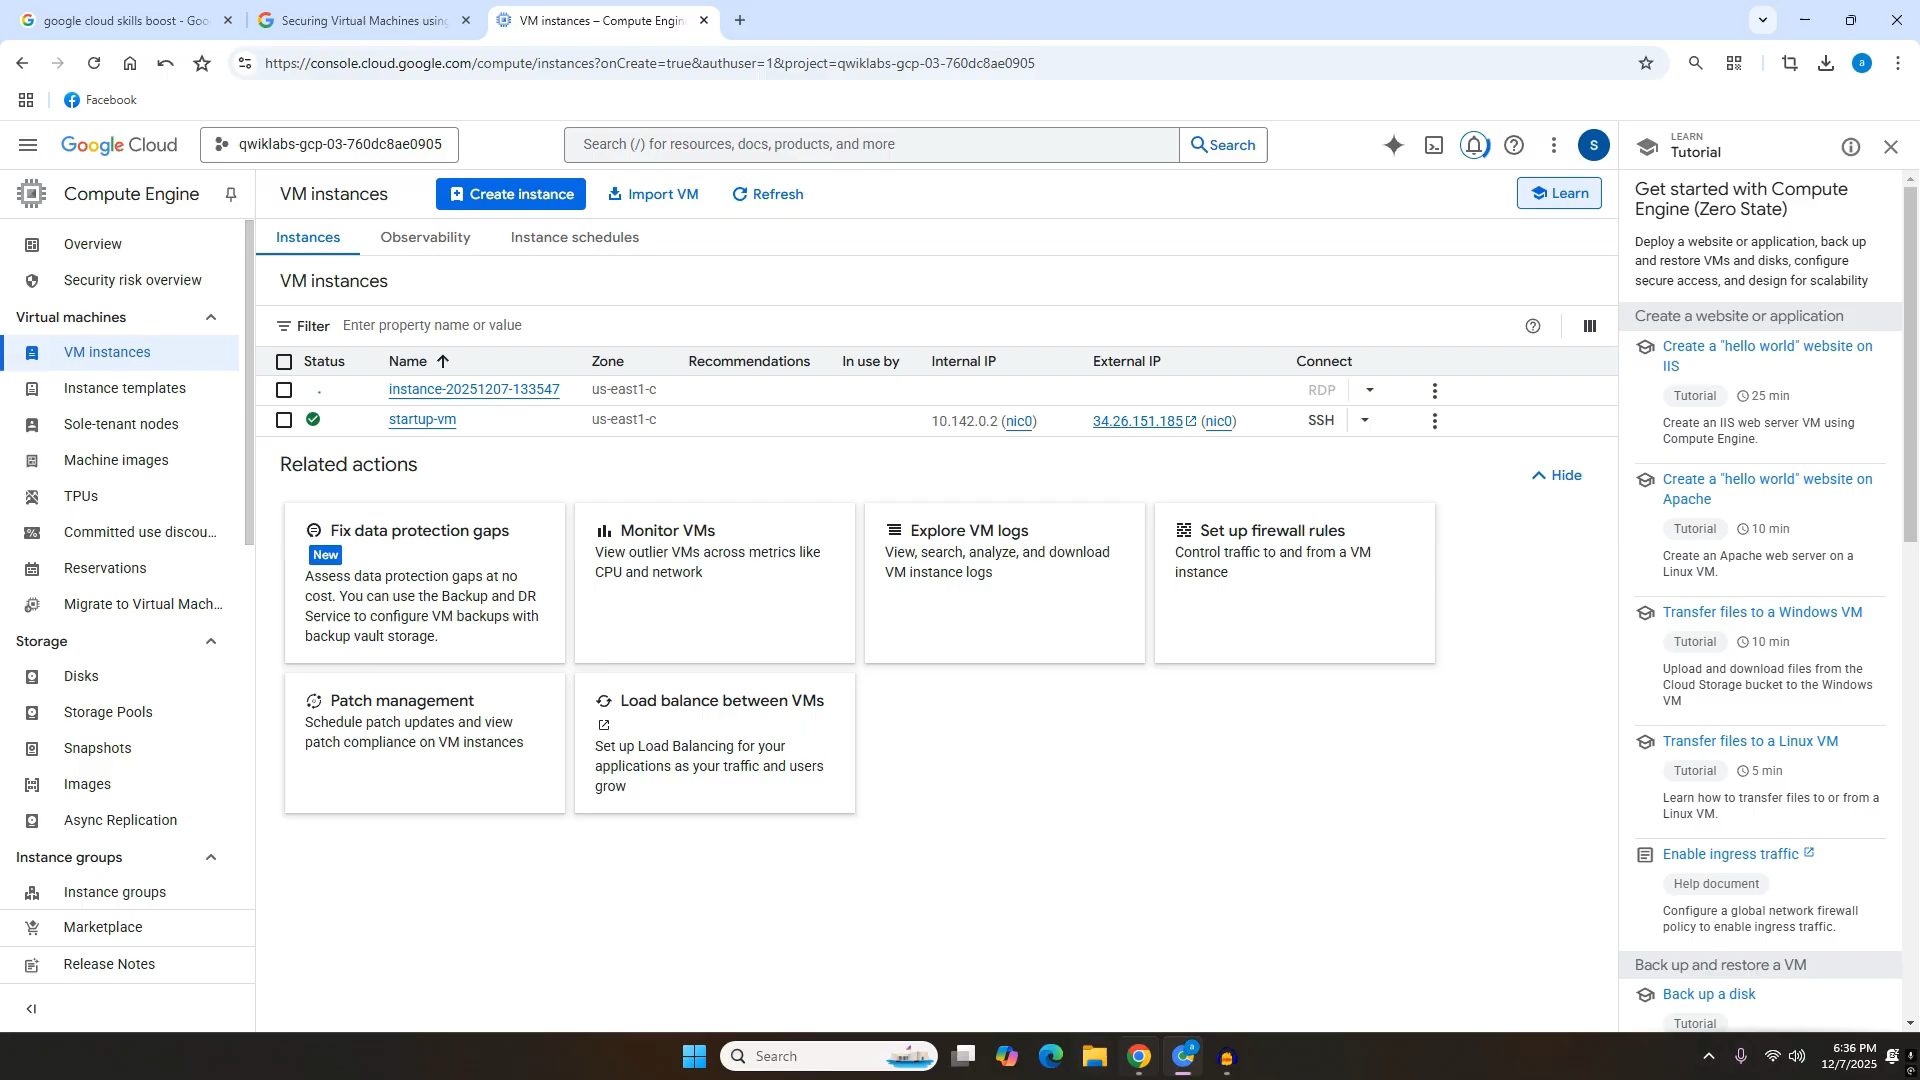 google cloud skills boost - Goo
Securing Virtual Machines using
VM instances – Compute Engin
https://console.cloud.google.com/compute/instances?onCreate=true&authuser=1&project=qwiklabs-gcp-03-760dc8ae0905
a
Facebook
Google Cloud
qwiklabs-gcp-03-760dc8ae0905
Search (/) for resources, docs, products, and more
Search
S
LEARN
Tutorial
Compute Engine
VM instances
Create instance
Import VM
Refresh
Learn
Overview
Security risk overview
Virtual machines
VM instances
Instance templates
Sole-tenant nodes
Machine images
TPUs
Committed use discou...
Reservations
Migrate to Virtual Mach...
Storage
Disks
Storage Pools
Snapshots
Images
Async Replication
Instance groups
Instance groups
Marketplace
Release Notes
Instances
Observability
Instance schedules
VM instances
Filter
Enter property name or value
Status
Name
Zone
Recommendations
In use by
Internal IP
External IP
Connect
instance-20251207-133547
us-east1-c
RDP
startup-vm
us-east1-c
10.142.0.2 (nic0)
34.26.151.185 (nic0)
SSH
Related actions
Hide
Fix data protection gaps
New
Assess data protection gaps at no
cost. You can use the Backup and DR
Service to configure VM backups with
backup vault storage.
Monitor VMs
View outlier VMs across metrics like
CPU and network
Explore VM logs
View, search, analyze, and download
VM instance logs
Set up firewall rules
Control traffic to and from a VM
instance
Patch management
Schedule patch updates and view
patch compliance on VM instances
Load balance between VMs
Set up Load Balancing for your
applications as your traffic and users
grow
Get started with Compute
Engine (Zero State)
Deploy a website or application, back up
and restore VMs and disks, configure
secure access, and design for scalability
Create a website or application
Create a "hello world" website on
IIS
Tutorial
25 min
Create an IIS web server VM using
Compute Engine.
Create a "hello world" website on
Apache
Tutorial
10 min
Create an Apache web server on a
Linux VM.
Transfer files to a Windows VM
Tutorial
10 min
Upload and download files from the
Cloud Storage bucket to the Windows
VM
Transfer files to a Linux VM
Tutorial
5 min
Learn how to transfer files to or from a
Linux VM.
Enable ingress traffic
Help document
Configure a global network firewall
policy to enable ingress traffic.
Back up and restore a VM
Back up a disk
Tutorial
Search
a
6:36 PM
12/7/2025